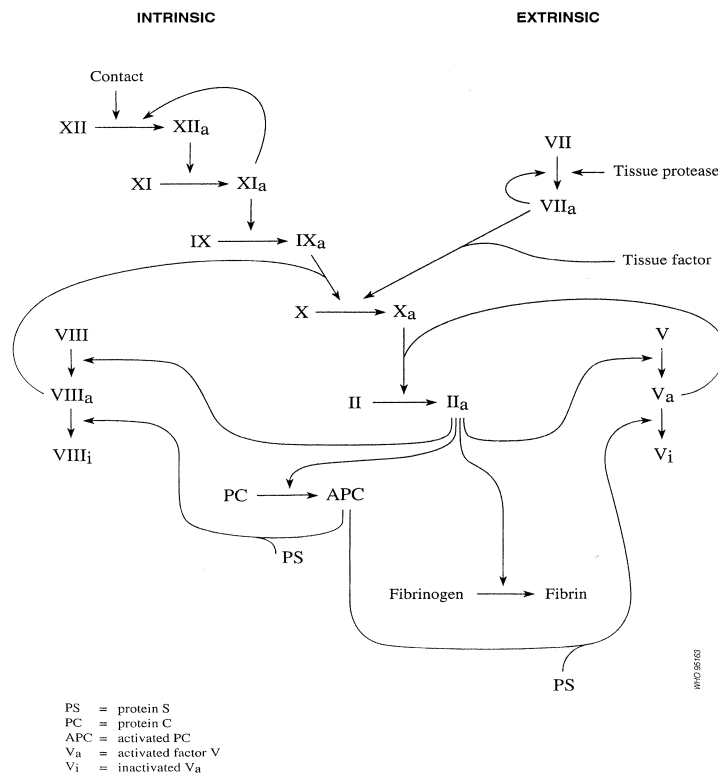 INTRINSIC EXTRINSIC
Contact
XII XIIa
VII
Tissue protease
XI XIa
VIIa
IX IXa
Tissue factor
X Xa
VIII V
VIIIa II IIa Va
VIIIi Vi
PC APC
PS
Fibrinogen Fibrin
PS
WHO 95163
PS = protein S
PC = protein C
APC = activated PC
Va = activated factor V
Vi = inactivated Va